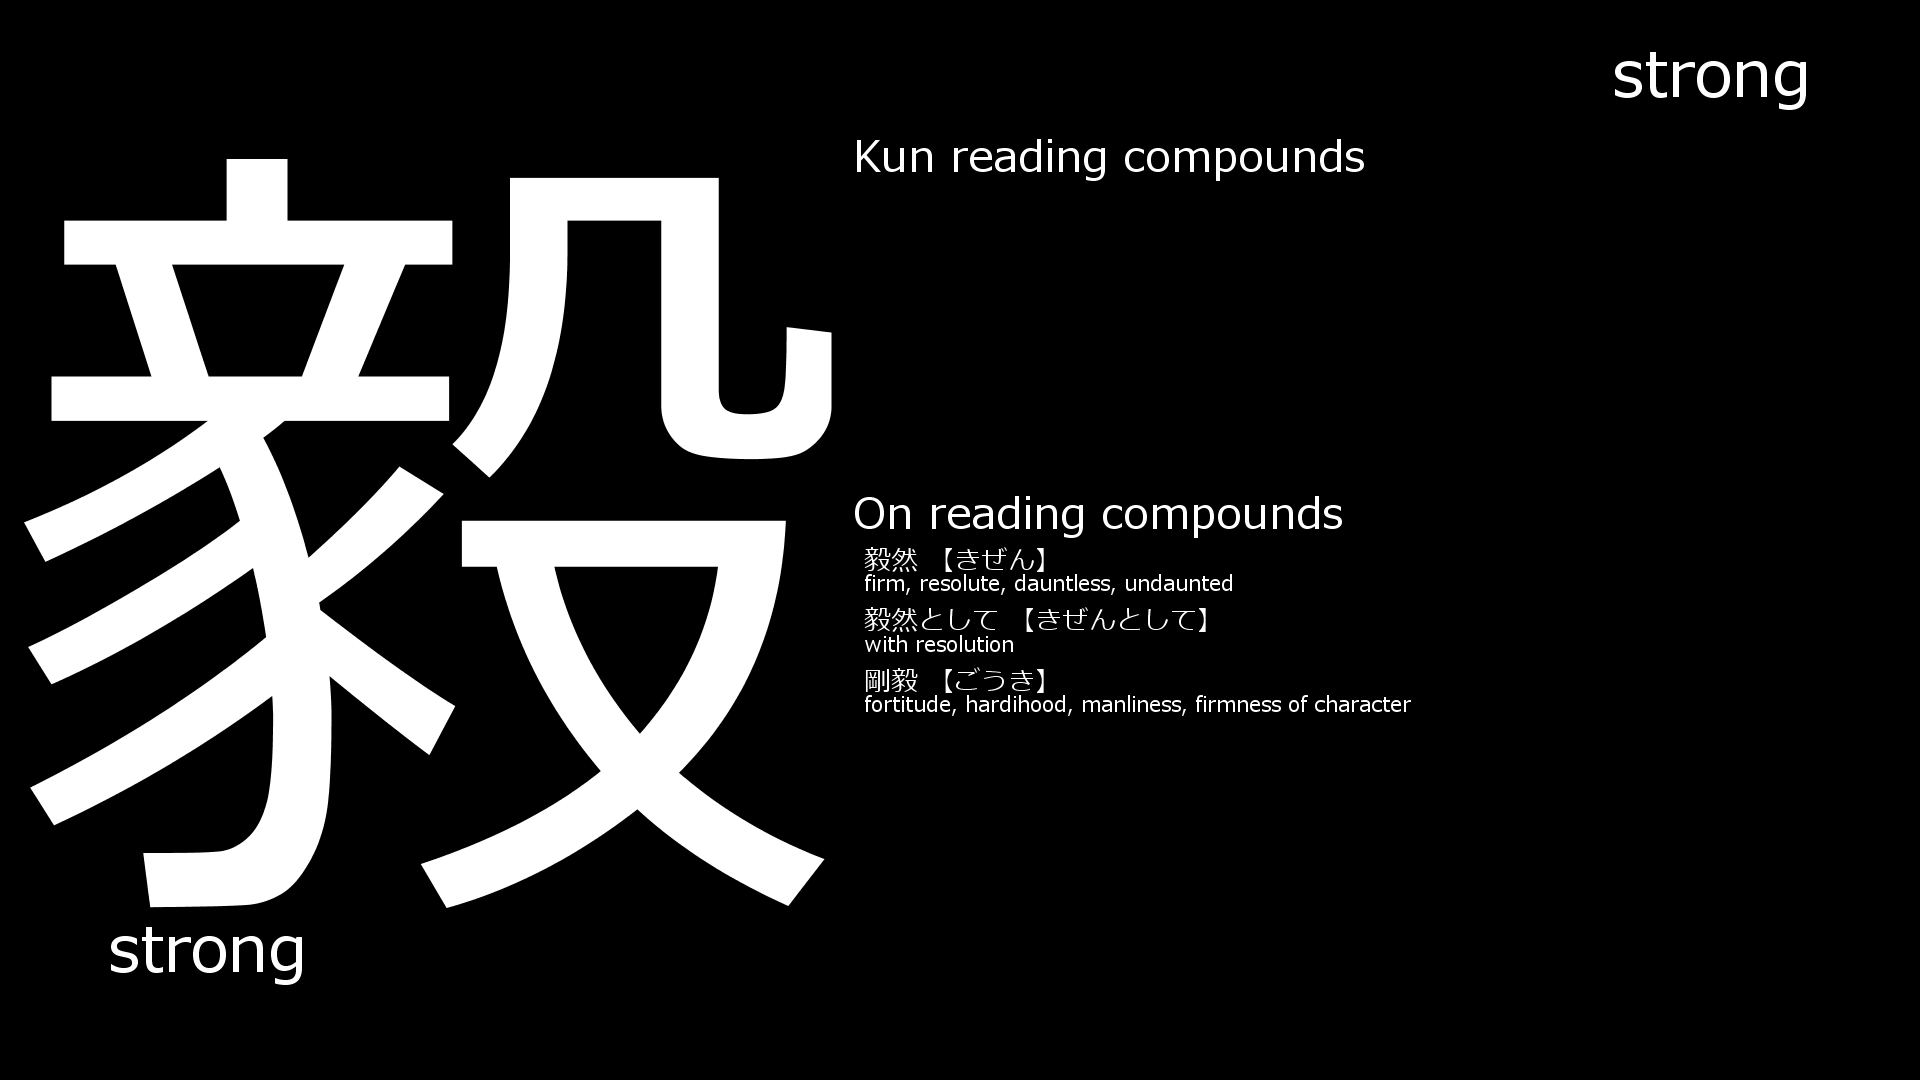 strong
毅
Kun reading compounds
On reading compounds
毅然 【きぜん】
firm, resolute, dauntless, undaunted
毅然として 【きぜんとして】
with resolution
剛毅 【ごうき】
fortitude, hardihood, manliness, firmness of character
strong